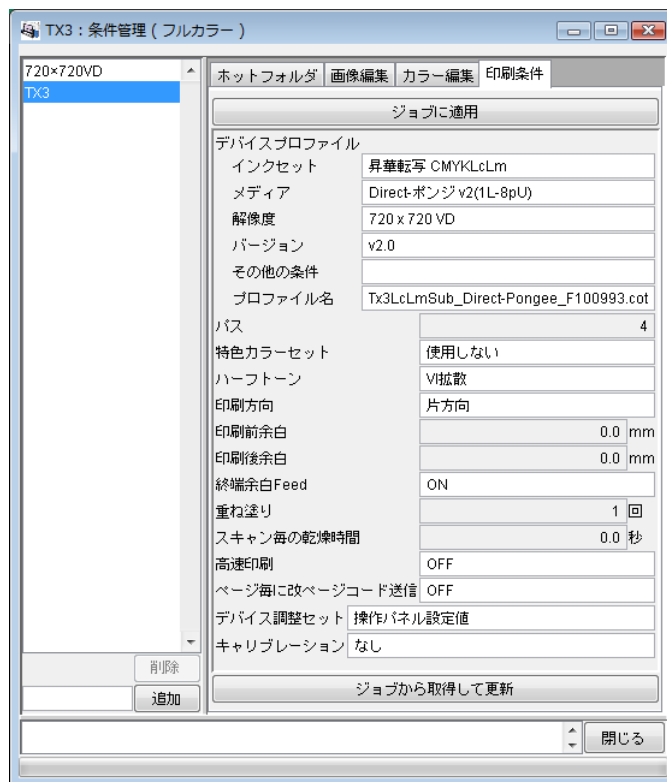 TX3：条件管理 ( フルカラー )
720×720VD
TX3
ホットフォルダ 画像編集 カラー編集 印刷条件
ジョブに適用
デバイスプロファイル
インクセット 昇華転写 CMYKLcLm
メディア Direct-ポンジ v2(1L-8pU)
解像度 720 x 720 VD
バージョン v2.0
その他の条件
プロファイル名 Tx3LcLmSub_Direct-Pongee_F100993.cot
パス 4
特色カラーセット 使用しない
ハーフトーン VI拡散
印刷方向 片方向
印刷前余白 0.0 mm
印刷後余白 0.0 mm
終端余白Feed ON
重ね塗り 1 回
スキャン毎の乾燥時間 0.0 秒
高速印刷 OFF
ページ毎に改ページコード送信 OFF
デバイス調整セット 操作パネル設定値
キャリブレーション なし
削除
追加
ジョブから取得して更新
閉じる